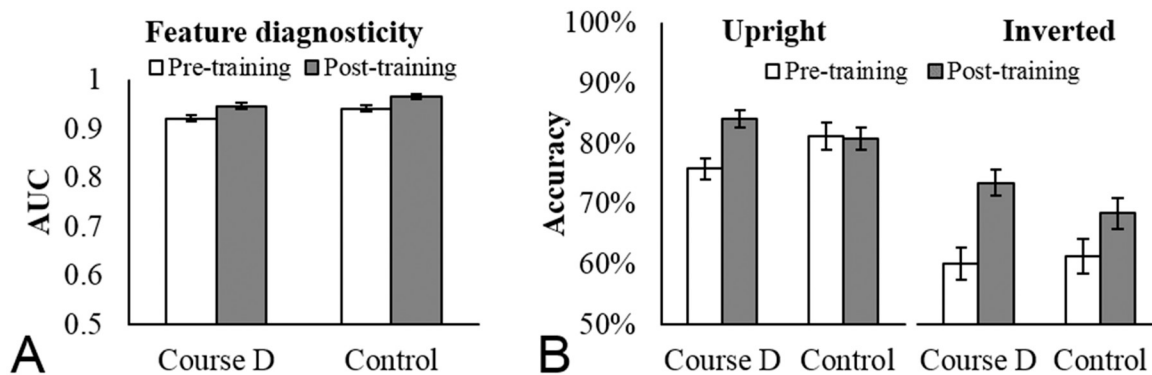 Feature diagnosticity
Pre-training Post-training
1
0.9
0.8
0.7
0.6
0.5
AUC
Course D Control
A
100%
90%
80%
70%
60%
50%
Accuracy
Upright Inverted
Pre-training Post-training
Course D Control Course D Control
B